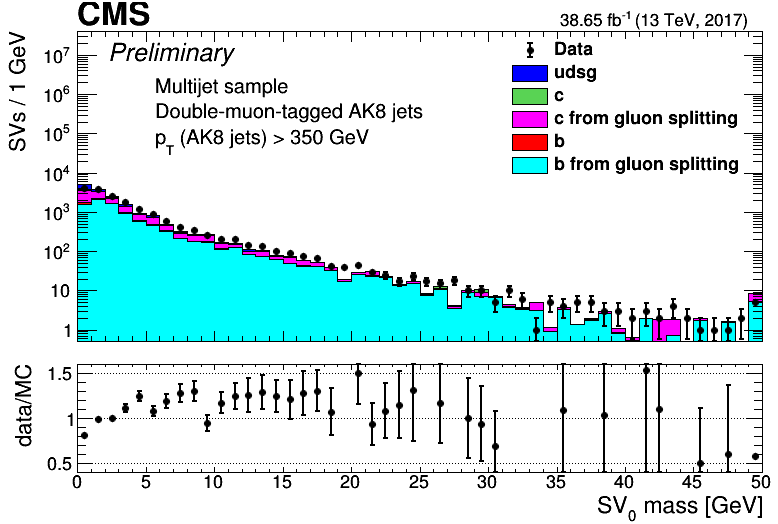 CMS
38.65 fb⁻¹ (13 TeV, 2017)
Preliminary
Multijet sample
Double-muon-tagged AK8 jets
p_T (AK8 jets) > 350 GeV
Data
udsg
c
c from gluon splitting
b
b from gluon splitting
SVs / 1 GeV
10⁷
10⁶
10⁵
10⁴
10³
10²
10
1
data/MC
1.5
1
0.5
0 5 10 15 20 25 30 35 40 45 50
SV₀ mass [GeV]